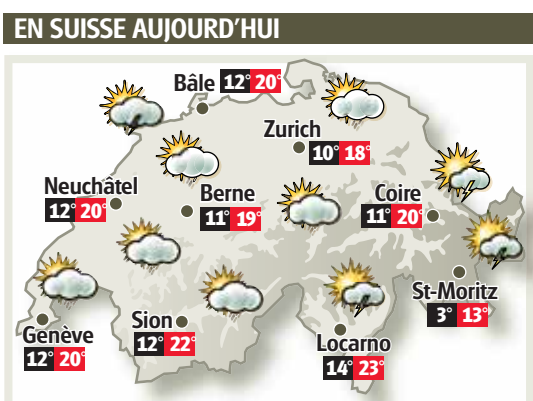 EN SUISSE AUJOURD'HUI
Bâle 12° 20°
Zurich
10° 18°
Neuchâtel
12° 20°
Berne
11° 19°
Coire
11° 20°
St-Moritz
3° 13°
Genève
12° 20°
Sion
12° 22°
Locarno
14° 23°